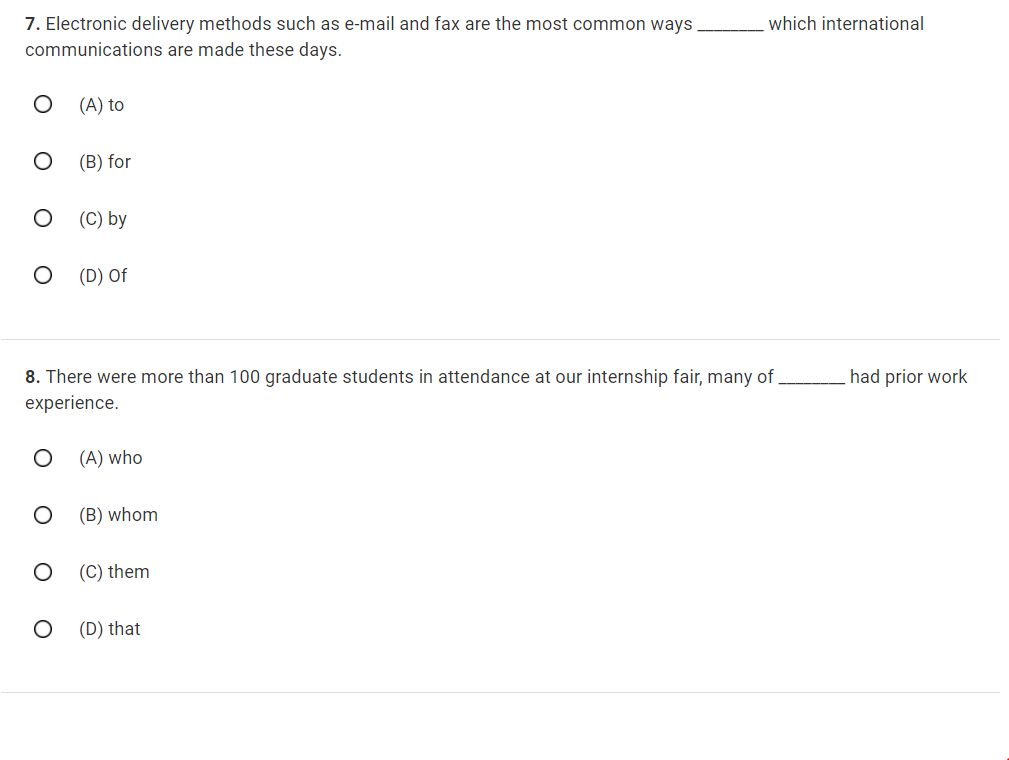 7. Electronic delivery methods such as e-mail and fax are the most common ways ________ which international
communications are made these days.
(A) to
(B) for
(C) by
(D) Of
8. There were more than 100 graduate students in attendance at our internship fair, many of ________ had prior work
experience.
(A) who
(B) whom
(C) them
(D) that